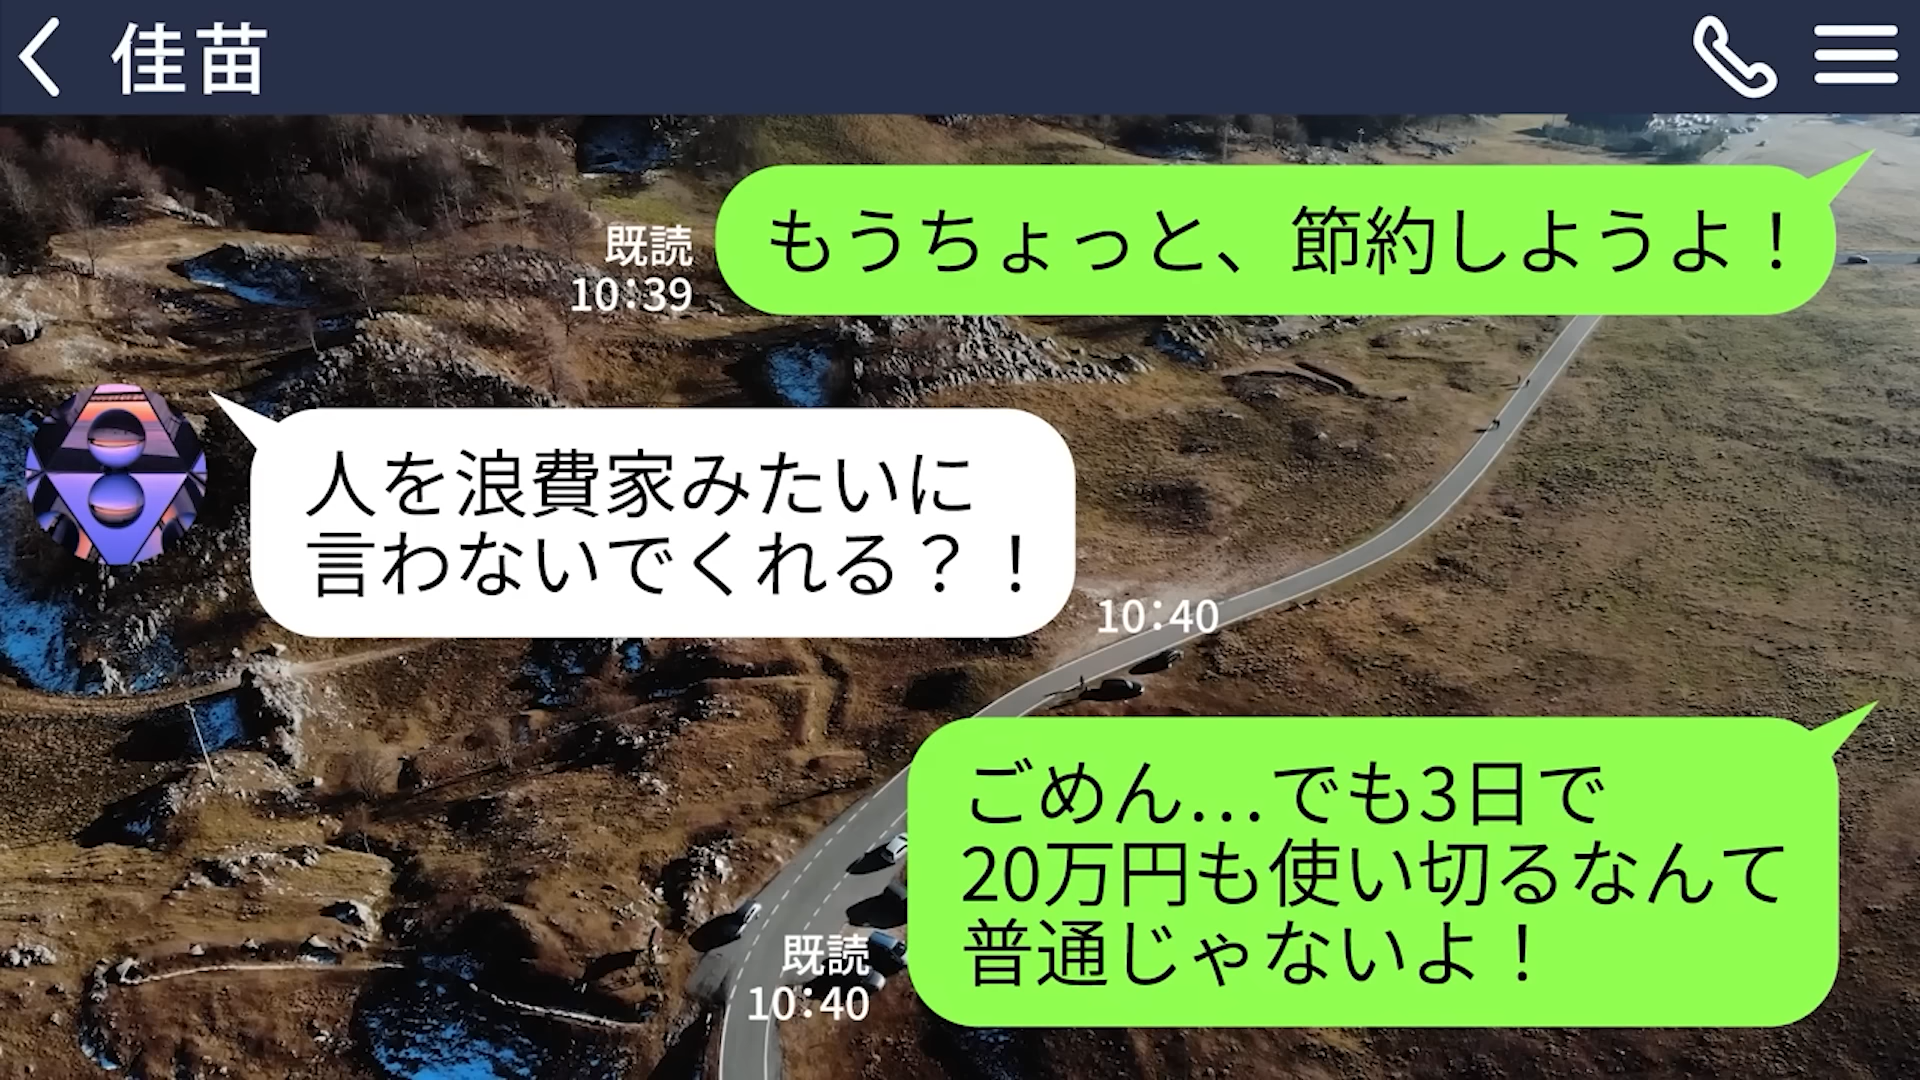 佳苗
もうちょっと、節約しようよ！
既読
10:39
人を浪費家みたいに
言わないでくれる？！
10:40
ごめん…でも3日で
20万円も使い切るなんて
普通じゃないよ！
既読
10:40